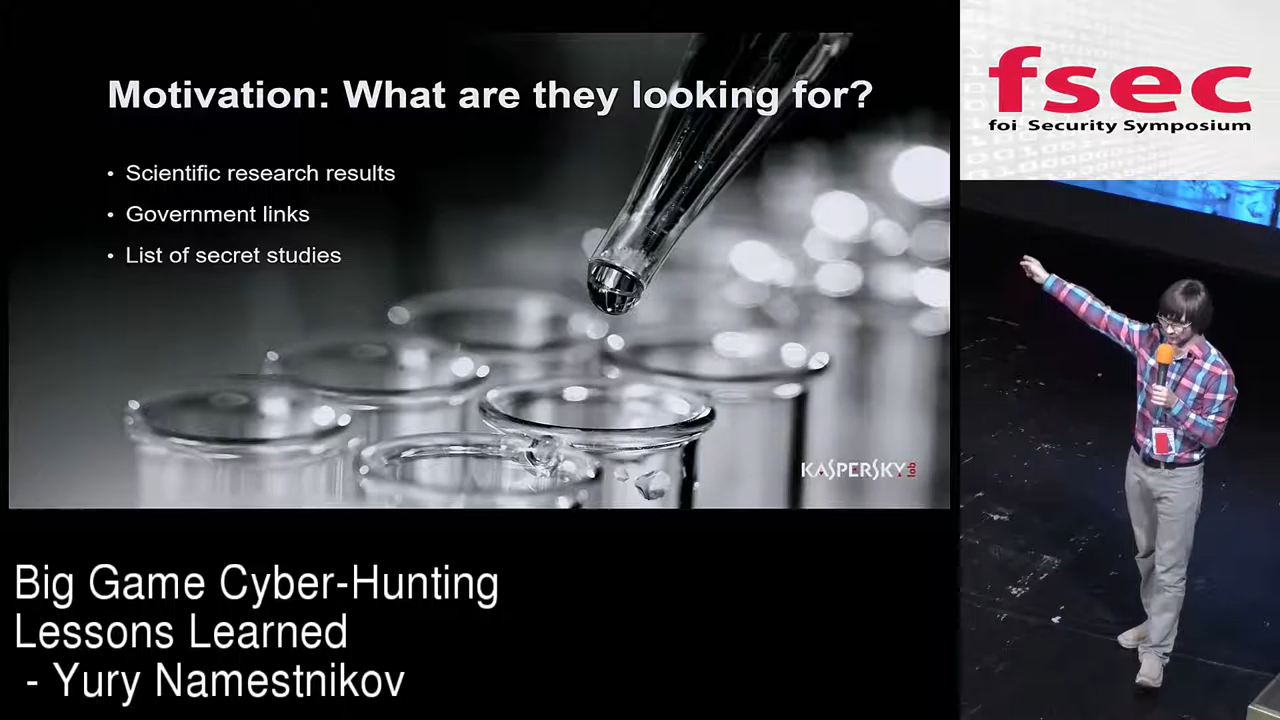 Motivation: What are they looking for?
• Scientific research results
• Government links
• List of secret studies
KASPERSKY lab
fsec
foi Security Symposium
Big Game Cyber-Hunting
Lessons Learned
- Yury Namestnikov